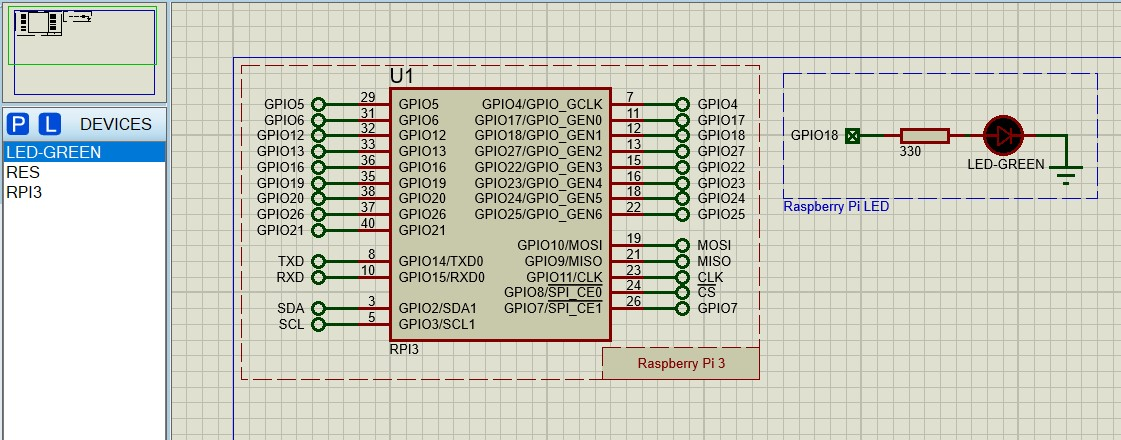 P L DEVICES
LED-GREEN
RES
RPI3
U1
GPIO5 29 GPIO5 GPIO4/GPIO_GCLK 7 GPIO4
GPIO6 31 GPIO6 GPIO17/GPIO_GEN0 11 GPIO17
GPIO12 32 GPIO12 GPIO18/GPIO_GEN1 12 GPIO18
GPIO13 33 GPIO13 GPIO27/GPIO_GEN2 13 GPIO27
GPIO16 36 GPIO16 GPIO22/GPIO_GEN3 15 GPIO22
GPIO19 35 GPIO19 GPIO23/GPIO_GEN4 16 GPIO23
GPIO20 38 GPIO20 GPIO24/GPIO_GEN5 18 GPIO24
GPIO26 37 GPIO26 GPIO25/GPIO_GEN6 22 GPIO25
GPIO21 40 GPIO21
GPIO10/MOSI 19 MOSI
TXD 8 GPIO14/TXD0 GPIO9/MISO 21 MISO
RXD 10 GPIO15/RXD0 GPIO11/CLK 23 CLK
GPIO8/SPI_CE0 24 CS
SDA 3 GPIO2/SDA1 GPIO7/SPI_CE1 26 GPIO7
SCL 5 GPIO3/SCL1
RPI3
Raspberry Pi 3
GPIO18
330
LED-GREEN
Raspberry Pi LED